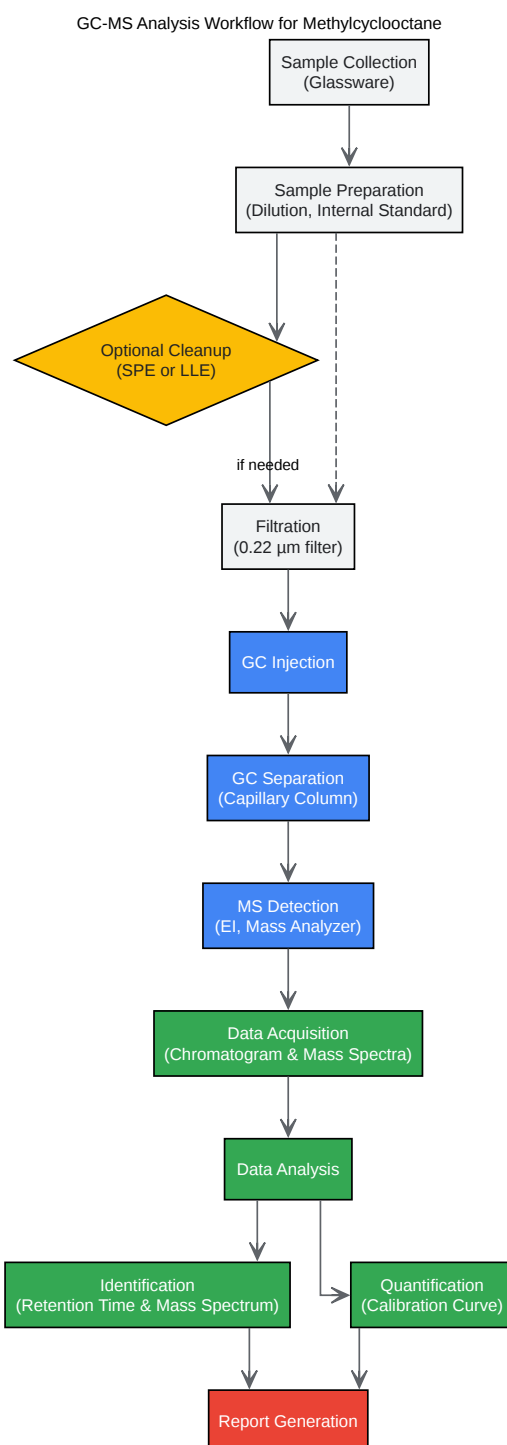 GC-MS Analysis Workflow for Methylcyclooctane
Sample Collection
(Glassware)
Sample Preparation
(Dilution, Internal Standard)
Optional Cleanup
(SPE or LLE)
if needed
Filtration
(0.22 µm filter)
GC Injection
GC Separation
(Capillary Column)
MS Detection
(EI, Mass Analyzer)
Data Acquisition
(Chromatogram & Mass Spectra)
Data Analysis
Identification
(Retention Time & Mass Spectrum)
Quantification
(Calibration Curve)
Report Generation